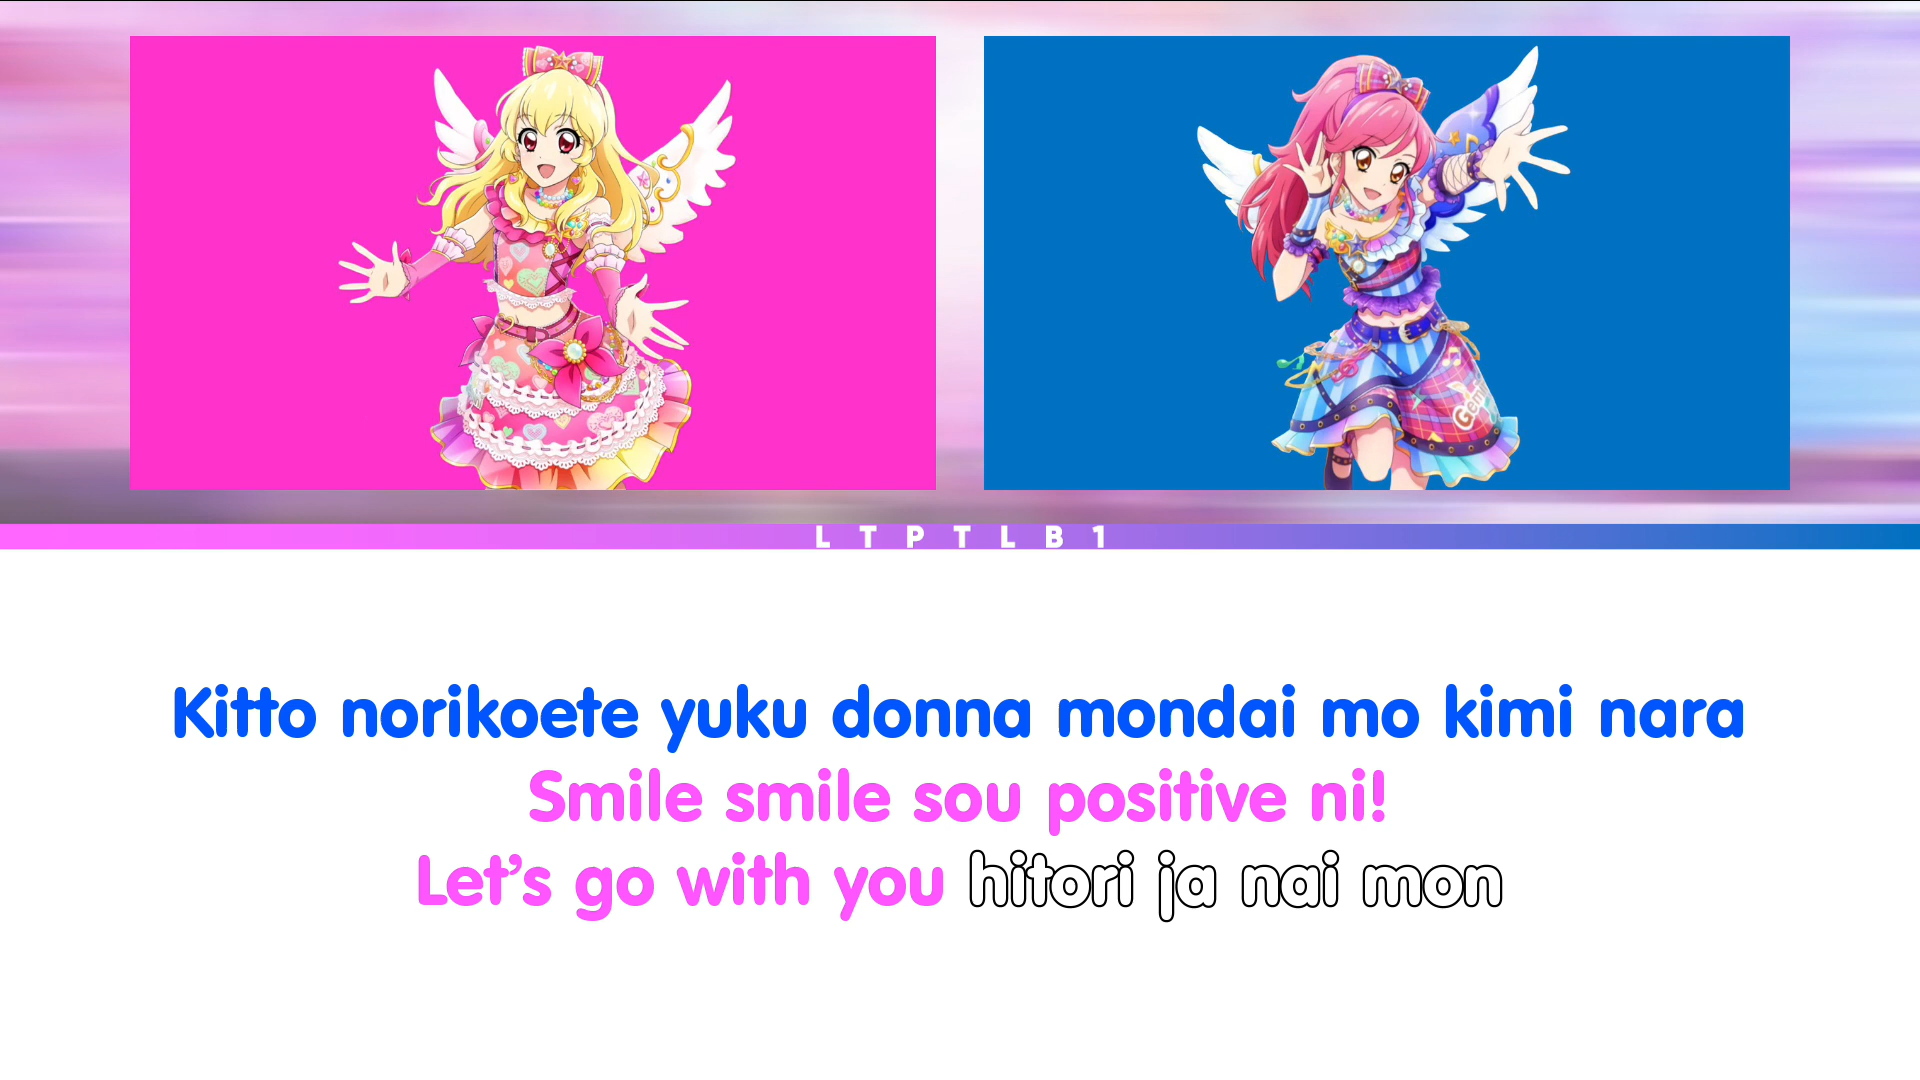 LTPTLB1
Kitto norikoete yuku donna mondai mo kimi nara
Smile smile sou positive ni!
Let's go with you hitori ja nai mon